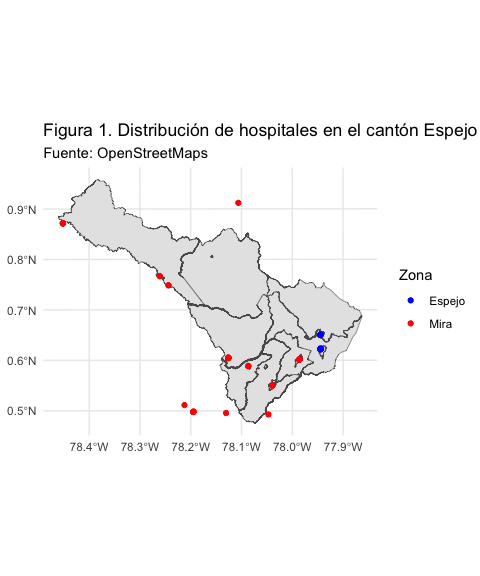 Figura 1. Distribución de hospitales en el cantón Espejo
Fuente: OpenStreetMaps
0.9°N
0.8°N
0.7°N
0.6°N
0.5°N
78.4°W 78.3°W 78.2°W 78.1°W 78.0°W 77.9°W
Zona
Espejo
Mira